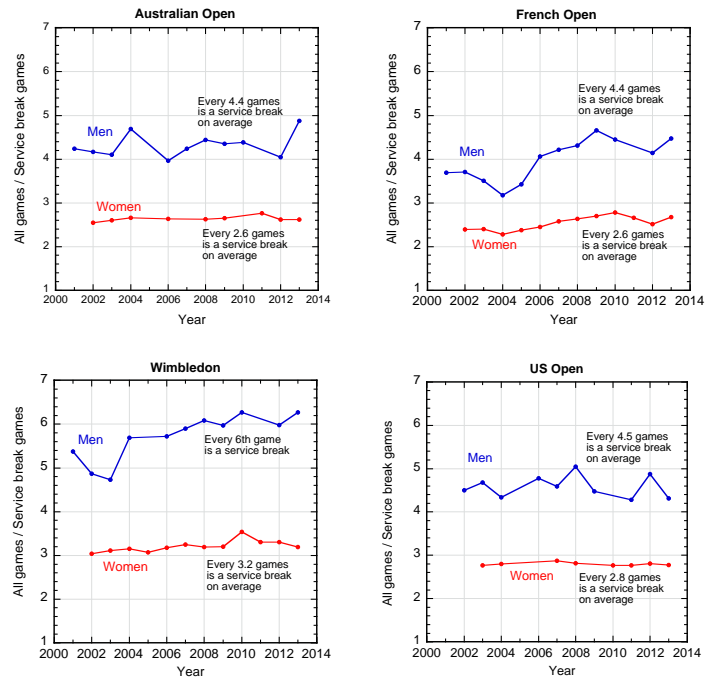 Australian Open
All games / Service break games
7
6
5
4
3
2
1
Every 4.4 games
is a service break
on average
Men
Women
Every 2.6 games
is a service break
on average
2000 2002 2004 2006 2008 2010 2012 2014
Year
French Open
All games / Service break games
7
6
5
4
3
2
1
Every 4.4 games
is a service break
on average
Men
Women
Every 2.6 games
is a service break
on average
2000 2002 2004 2006 2008 2010 2012 2014
Year
Wimbledon
All games / Service break games
7
6
5
4
3
2
1
Men
Every 6th game
is a service break
Women
Every 3.2 games
is a service break
on average
2000 2002 2004 2006 2008 2010 2012 2014
Year
US Open
All games / Service break games
7
6
5
4
3
2
1
Every 4.5 games
is a service break
on average
Men
Women
Every 2.8 games
is a service break
on average
2000 2002 2004 2006 2008 2010 2012 2014
Year